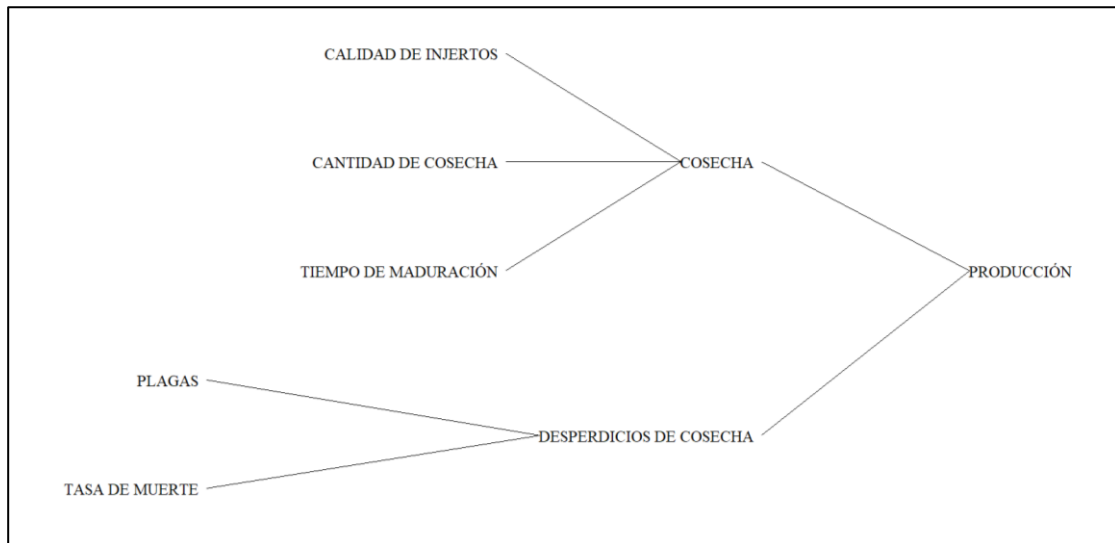 CALIDAD DE INJERTOS
CANTIDAD DE COSECHA
COSECHA
TIEMPO DE MADURACIÓN
PRODUCCIÓN
PLAGAS
DESPERDICIOS DE COSECHA
TASA DE MUERTE